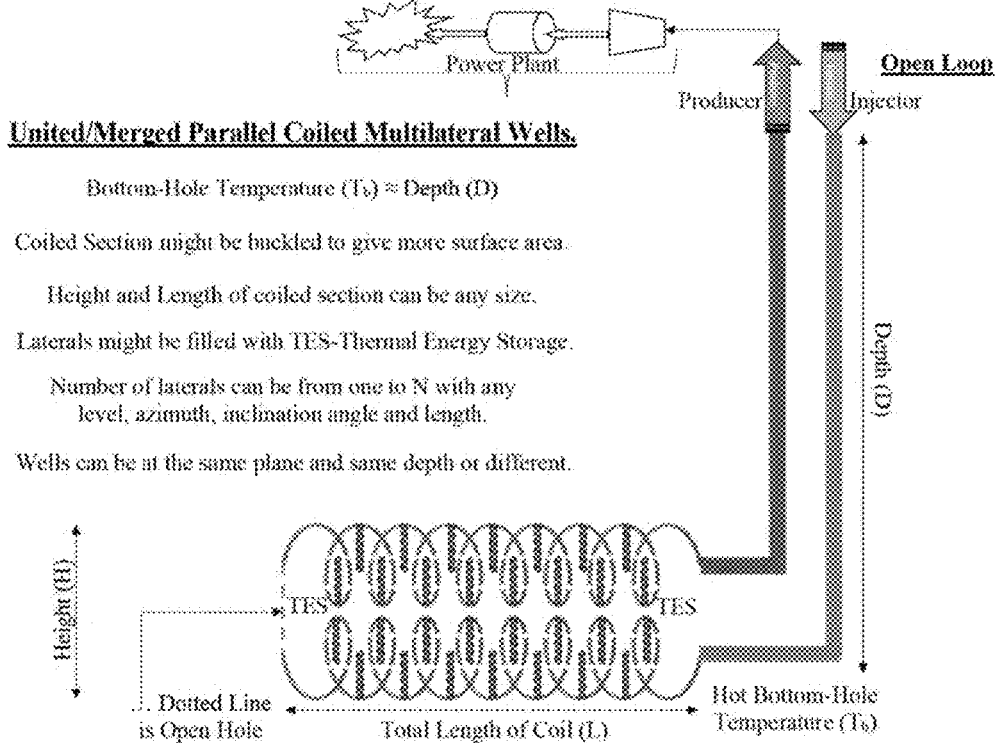 Power Plant
Open Loop
Producer
Injector
United/Merged Parallel Coiled Multilateral Wells.
Bottom-Hole Temperature (Tₕ) ≈ Depth (D)
Coiled Section might be buckled to give more surface area.
Height and Length of coiled section can be any size.
Laterals might be filled with TES-Thermal Energy Storage.
Number of laterals can be from one to N with any
level, azimuth, inclination angle and length.
Wells can be at the same plane and same depth or different.
Depth (D)
Height (H)
TES
TES
Dotted Line
is Open Hole
Total Length of Coil (L)
Hot Bottom-Hole
Temperature (Tₕ)